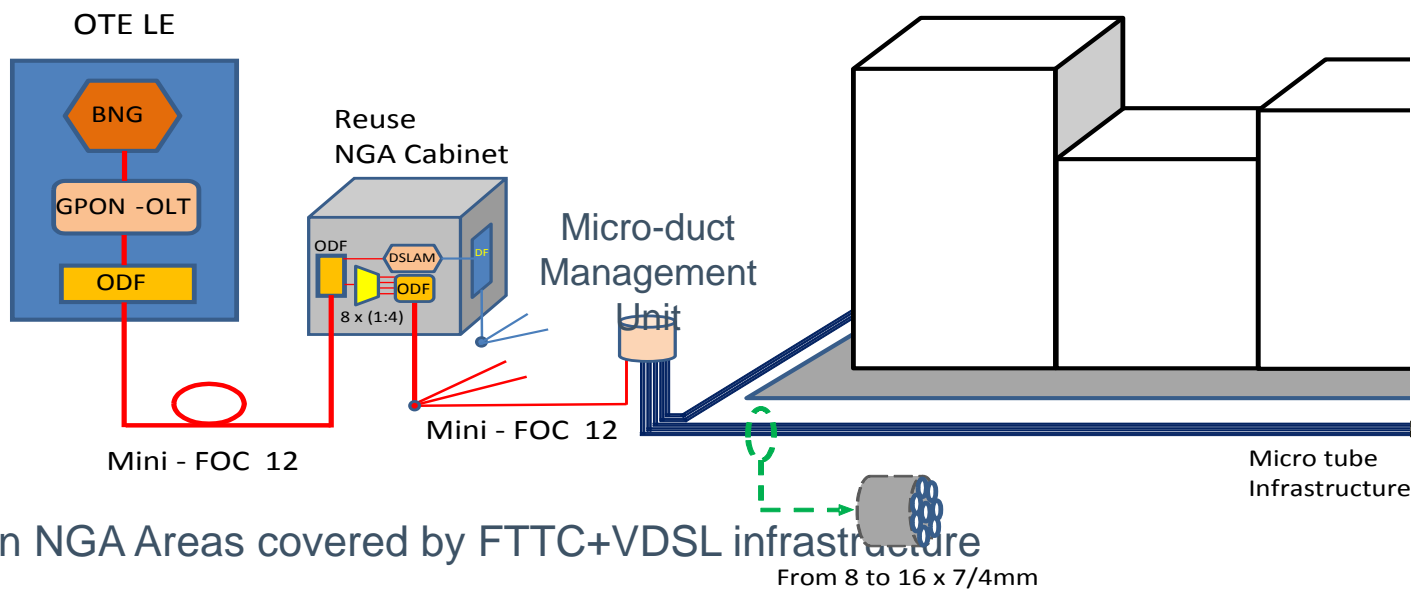 OTE LE
BNG
GPON -OLT
ODF
Reuse
NGA Cabinet
ODF
DSLAM
DF
ODF
8 x (1:4)
Micro-duct
Management
Unit
Mini - FOC 12
Mini - FOC 12
Micro tube
Infrastructure
n NGA Areas covered by FTTC+VDSL infrastructure
From 8 to 16 x 7/4mm